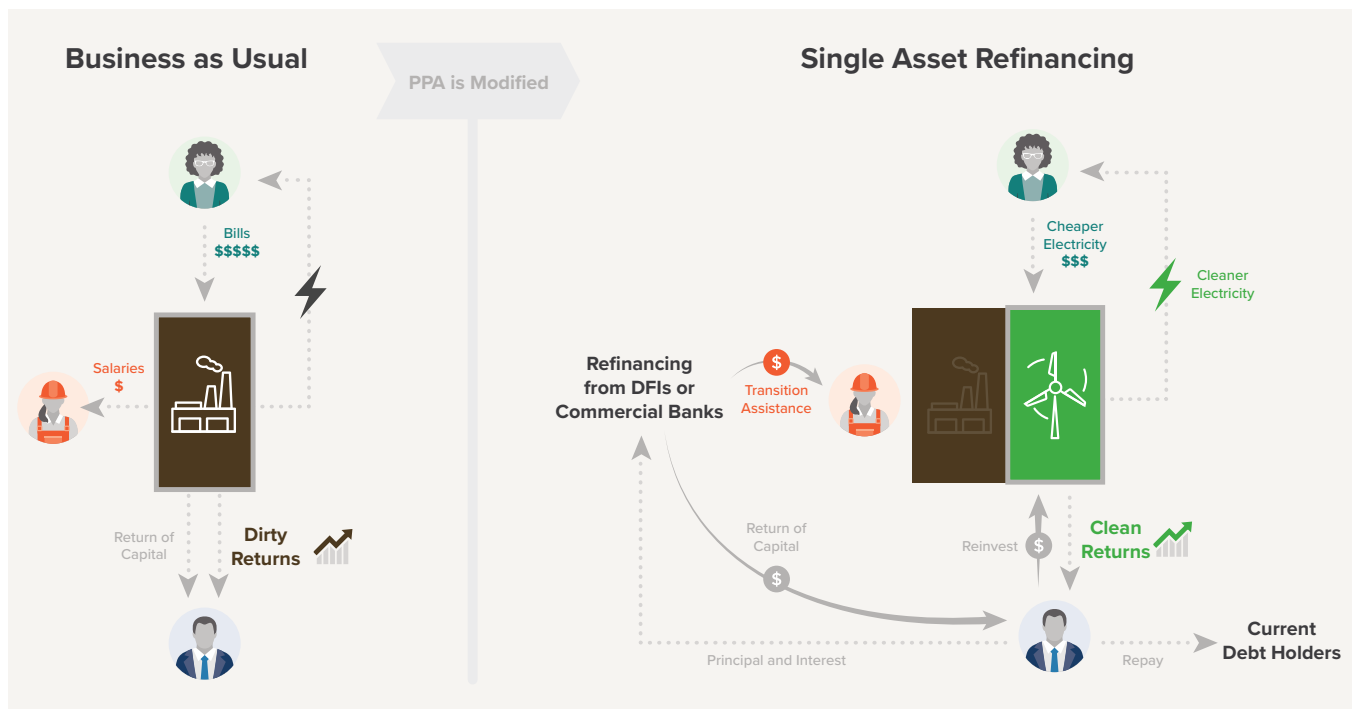 Business as Usual
PPA is Modified
Single Asset Refinancing
Bills
$$$$$
Salaries
$
Return of
Capital
Dirty
Returns
Cheaper
Electricity
$$$
Cleaner
Electricity
Refinancing
from DFIs or
Commercial Banks
$
Transition
Assistance
Return of
Capital
$
Reinvest
$
Clean
Returns
Principal and Interest
Repay
Current
Debt Holders